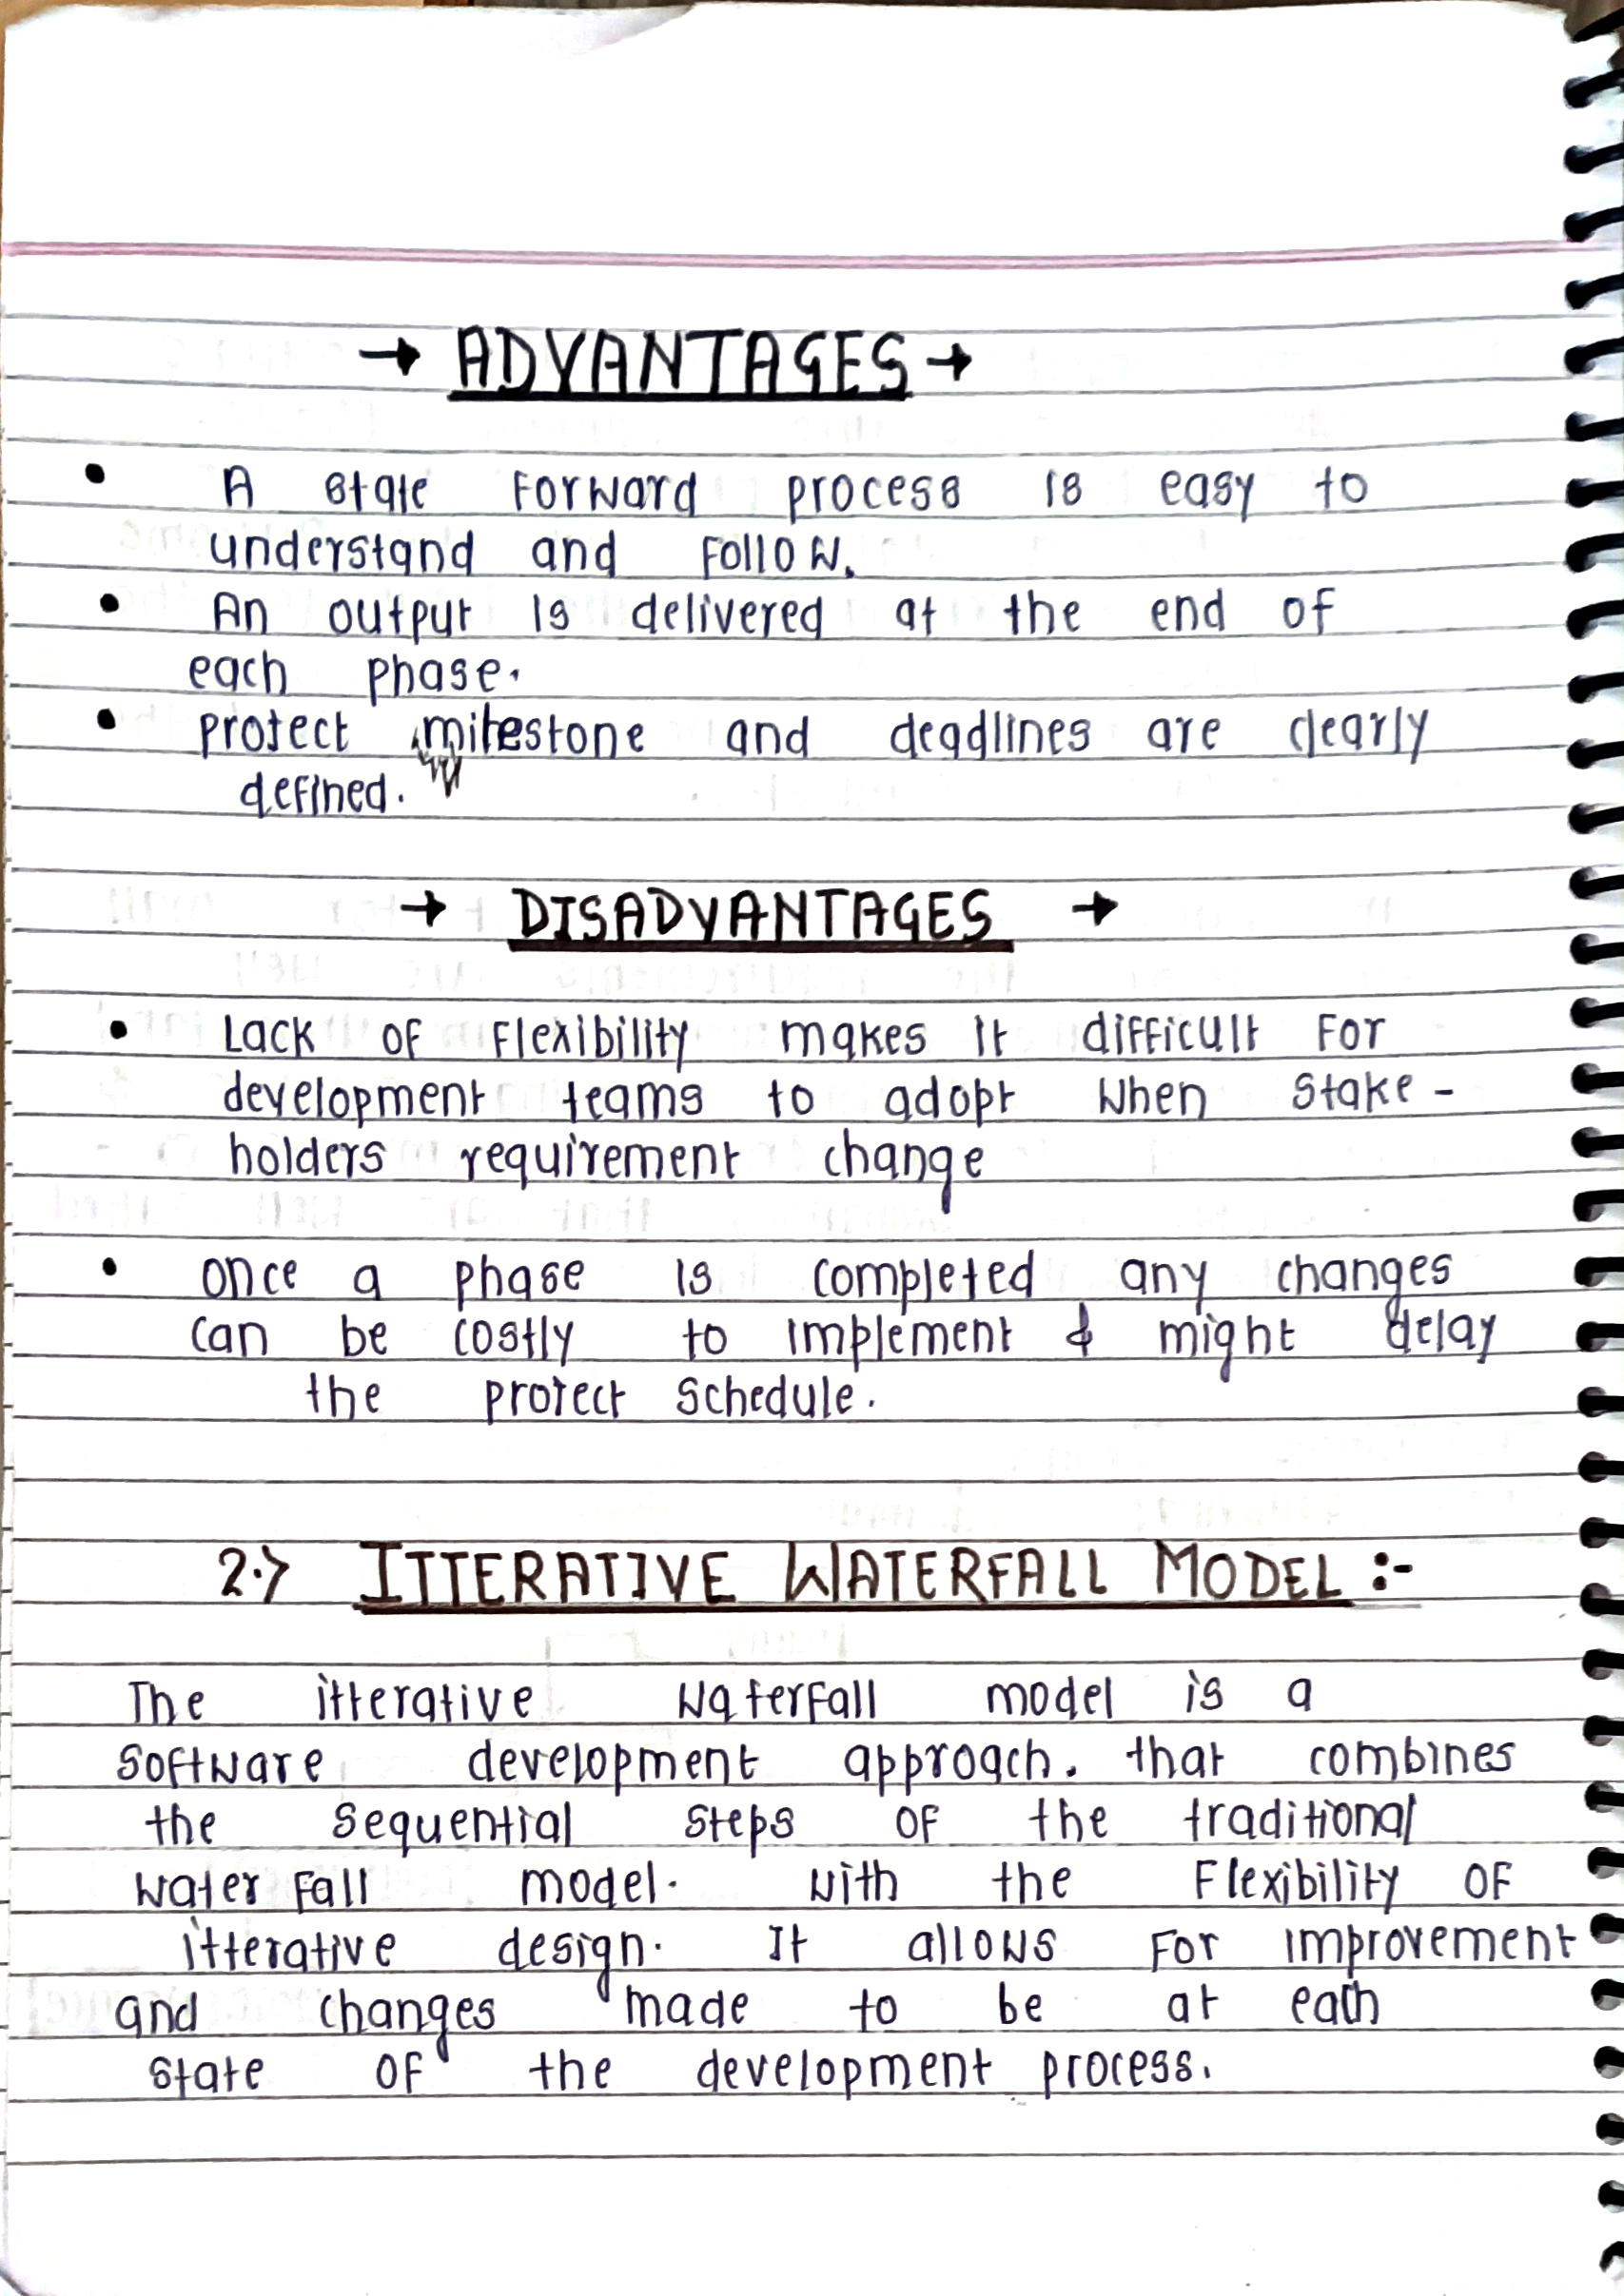 → ADVANTAGES →
• A state forward process is easy to
understand and follow.
• An output is delivered at the end of
each phase.
• project milestone and deadlines are clearly
defined.
→ DISADVANTAGES →
• Lack of flexibility makes it difficult for
development teams to adopt when stake-
holders requirement change
• once a phase is completed any changes
can be costly to implement & might delay
the project schedule.
2.> ITTERATIVE WATERFALL MODEL :-
The itterative waterfall model is a
software development approach. that combines
the sequential steps of the traditional
water fall model. with the flexibility of
itterative design. It allows for improvement
and changes made to be at each
state of the development process.